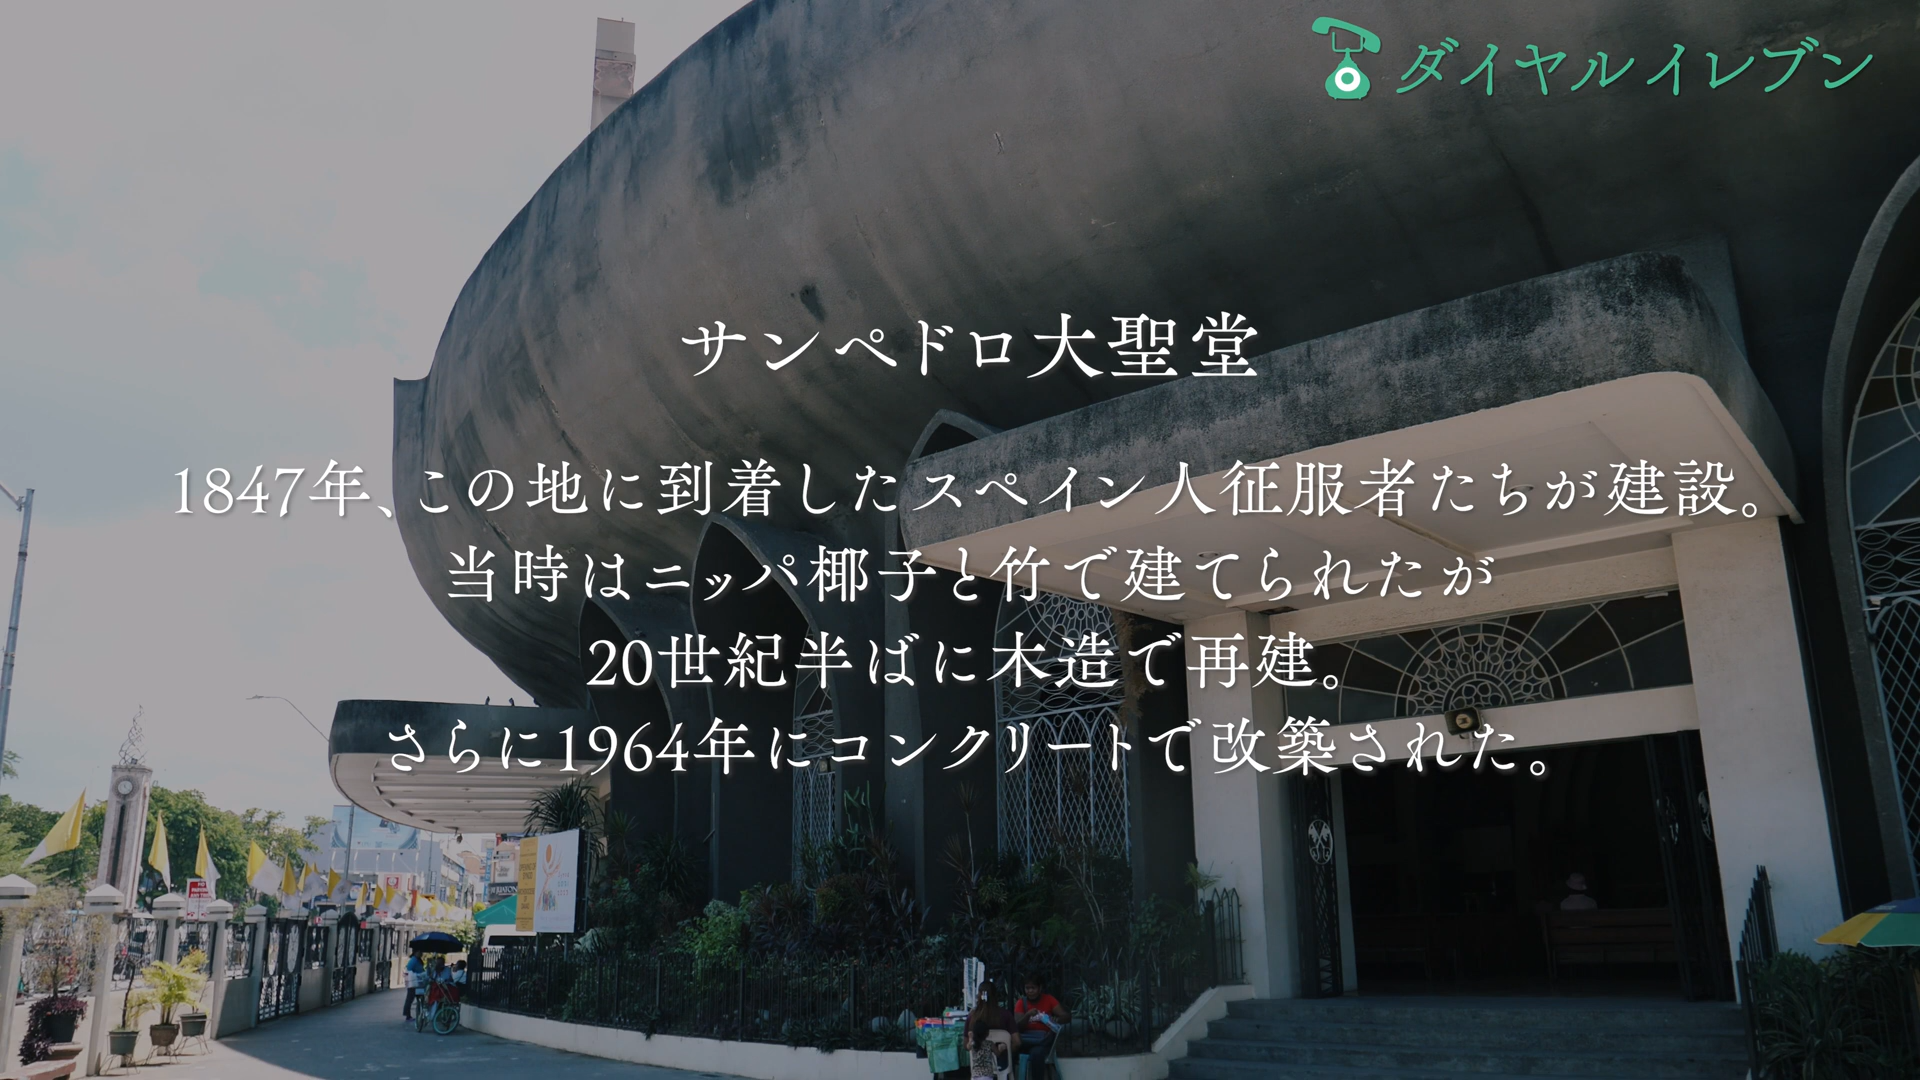 ダイヤルイレブン
サンペドロ大聖堂
1847年、この地に到着したスペイン人征服者たちが建設。
当時はニッパ椰子と竹で建てられたが
20世紀半ばに木造で再建。
さらに1964年にコンクリートで改築された。